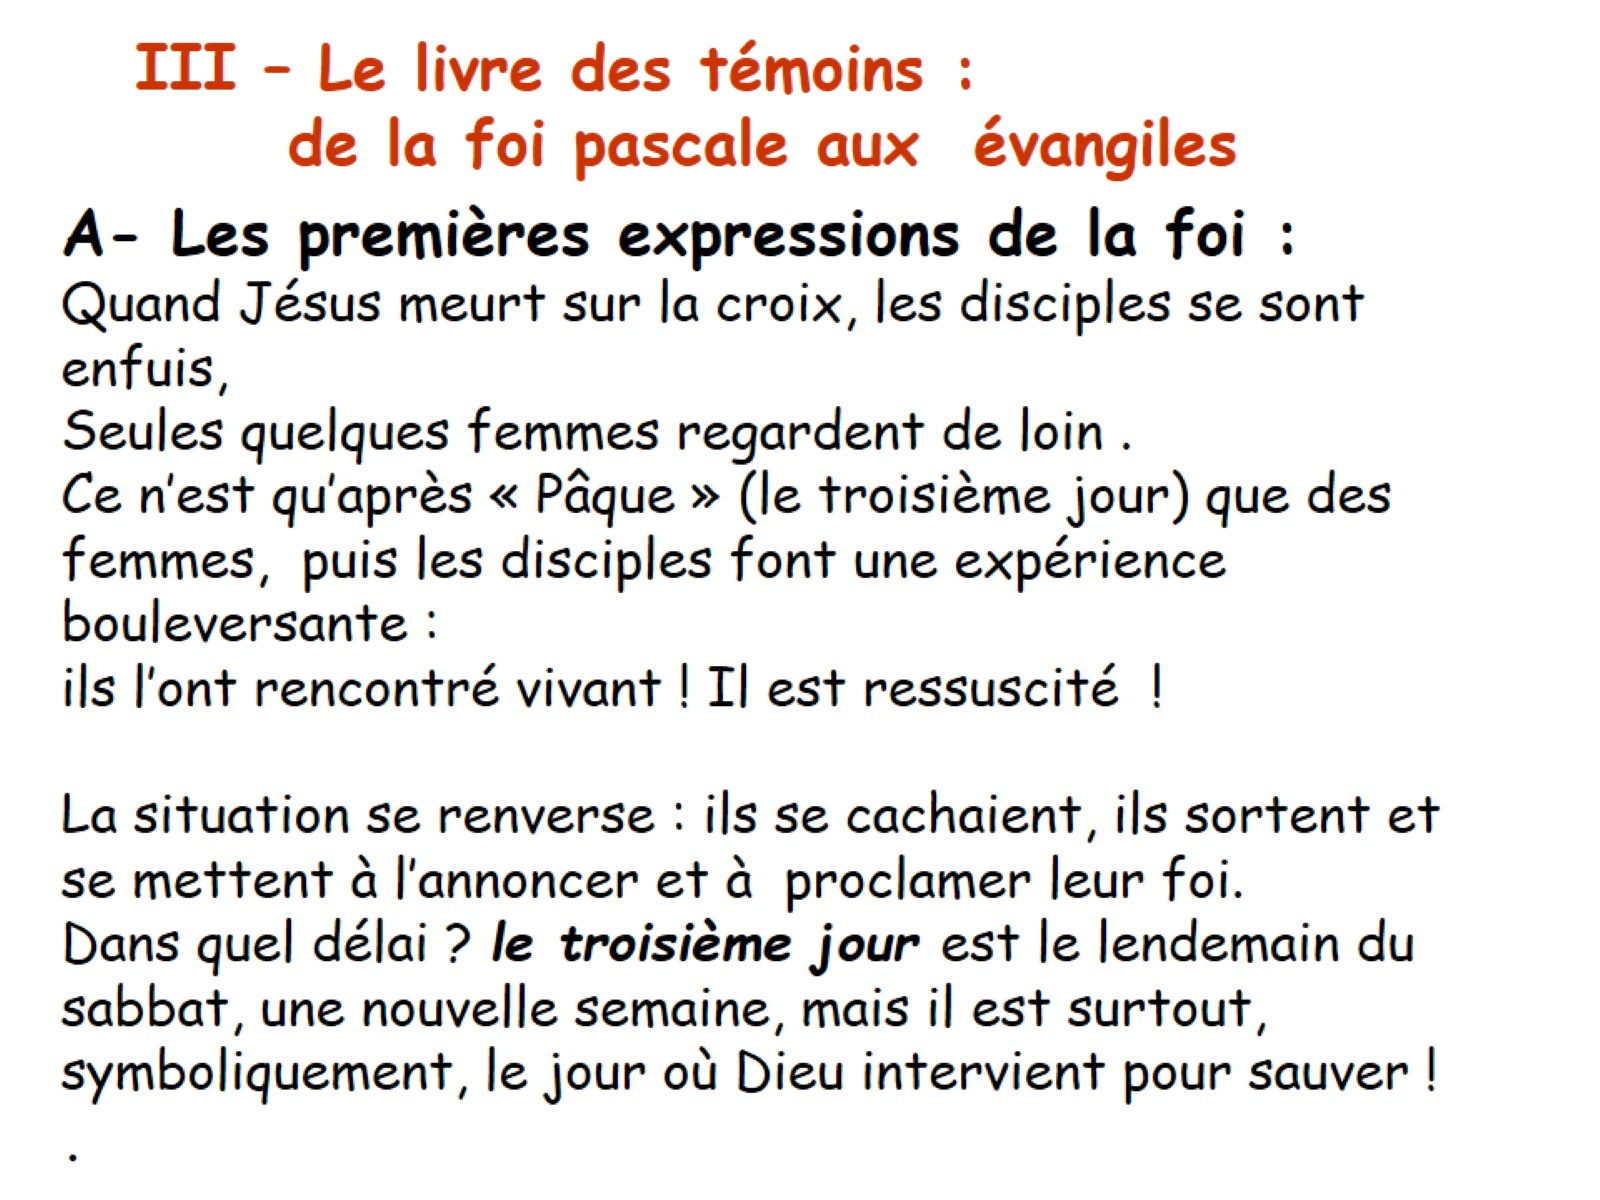 III – Le livre des témoins :
de la foi pascale aux évangiles
A- Les premières expressions de la foi :
Quand Jésus meurt sur la croix, les disciples se sont
enfuis,
Seules quelques femmes regardent de loin .
Ce n'est qu'après « Pâque » (le troisième jour) que des
femmes, puis les disciples font une expérience
bouleversante :
ils l'ont rencontré vivant ! Il est ressuscité !
La situation se renverse : ils se cachaient, ils sortent et
se mettent à l'annoncer et à proclamer leur foi.
Dans quel délai ? le troisième jour est le lendemain du
sabbat, une nouvelle semaine, mais il est surtout,
symboliquement, le jour où Dieu intervient pour sauver !
.